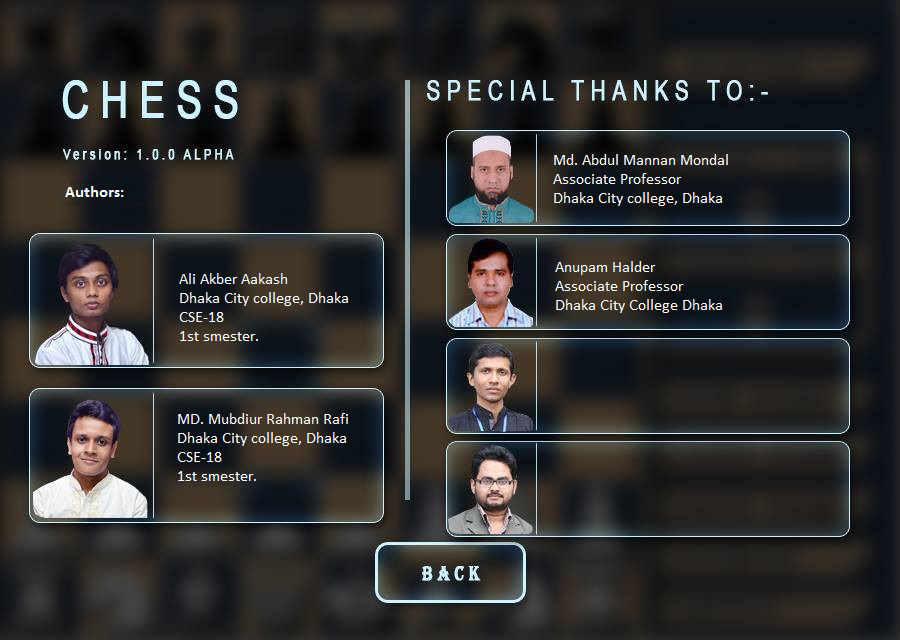 CHESS
Version: 1.0.0 ALPHA
Authors:
Ali Akber Aakash
Dhaka City college, Dhaka
CSE-18
1st smester.
MD. Mubdiur Rahman Rafi
Dhaka City college, Dhaka
CSE-18
1st smester.
SPECIAL THANKS TO:-
Md. Abdul Mannan Mondal
Associate Professor
Dhaka City college, Dhaka
Anupam Halder
Associate Professor
Dhaka City College Dhaka
BACK